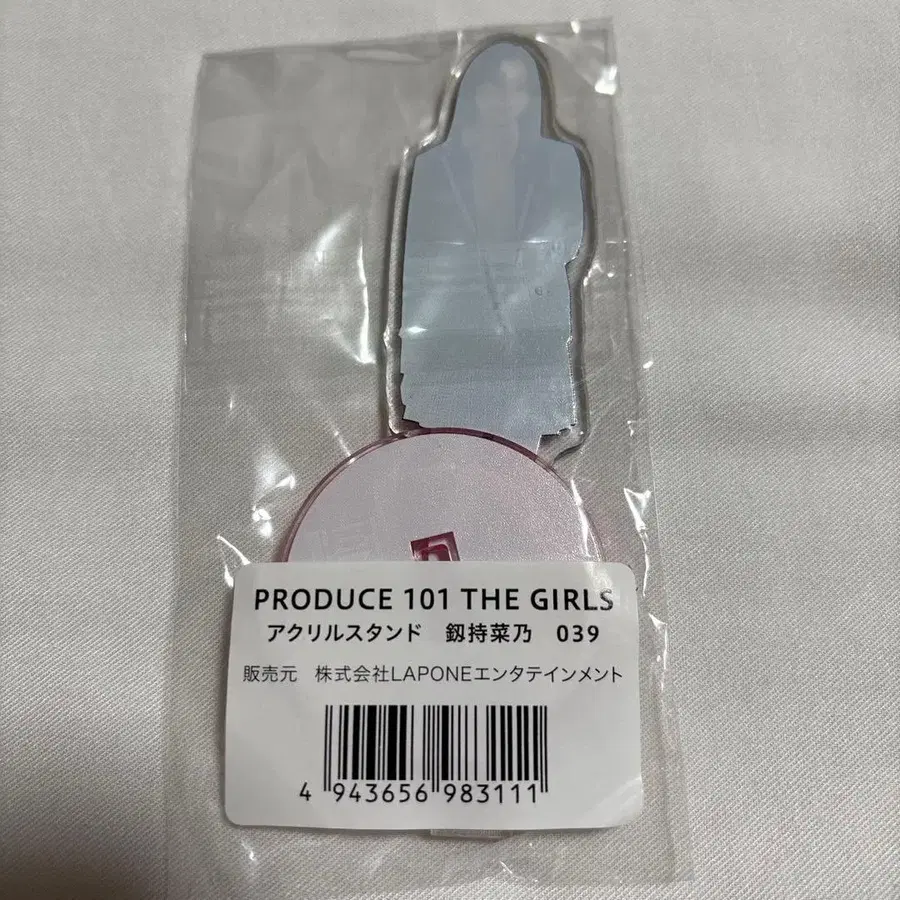 PRODUCE 101 THE GIRLS
アクリルスタンド 釼持菜乃 039
販売元 株式会社LAPONEエンタテインメント
4 943656 983111